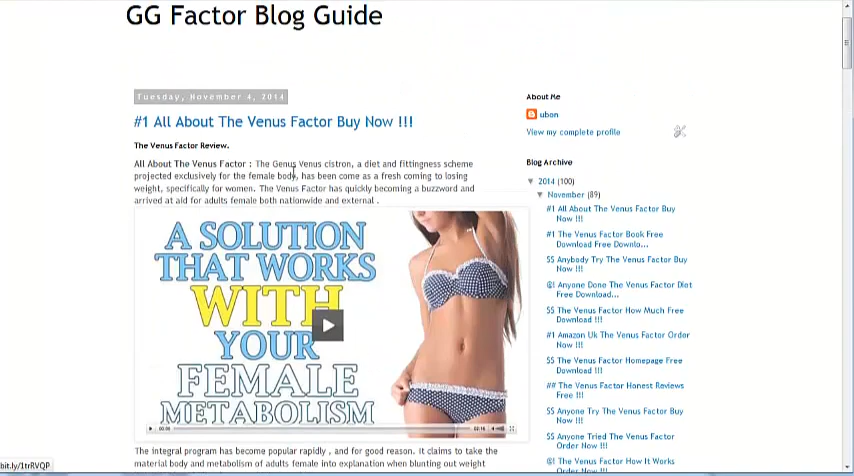 GG Factor Blog Guide
Tuesday, November 4, 2014
#1 All About The Venus Factor Buy Now !!!
The Venus Factor Review.
All About The Venus Factor : The Genus Venus cistron, a diet and fittingness scheme
projected exclusively for the female body, has been come as a fresh coming to losing
weight, specifically for women. The Venus Factor has quickly becoming a buzzword and
arrived at aid for adults female both nationwide and external .
A SOLUTION
THAT WORKS
WITH
YOUR
FEMALE
METABOLISM
00:00
02:16
The integral program has become popular rapidly , and for good reason. It claims to take the
material body and metabolism of adults female into explanation when blunting out weight
About Me
ubon
View my complete profile
Blog Archive
▼ 2014 (100)
▼ November (89)
#1 All About The Venus Factor Buy
Now !!!
#1 The Venus Factor Book Free
Download Free Downlo...
$$ Anybody Try The Venus Factor Buy
Now !!!
@! Anyone Done The Venus Factor Diet
Free Download...
$$ The Venus Factor How Much Free
Download !!!
#1 Amazon Uk The Venus Factor Order
Now !!!
$$ The Venus Factor Homepage Free
Download !!!
## The Venus Factor Honest Reviews
Free !!!
$$ Anyone Try The Venus Factor Buy
Now !!!
$$ Anyone Tried The Venus Factor
Order Now !!!
@! The Venus Factor How It Works
Order Now !!!
bit.ly/1trRVQP